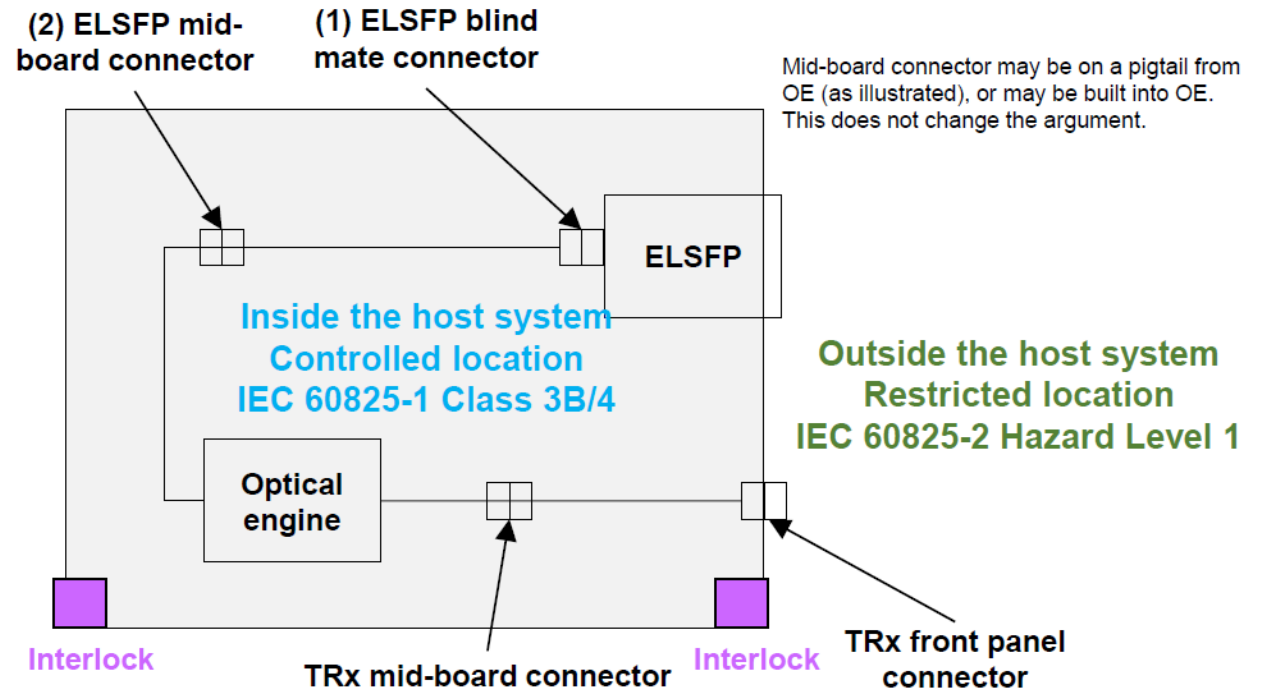 (2) ELSFP mid-
board connector
(1) ELSFP blind
mate connector
Mid-board connector may be on a pigtail from
OE (as illustrated), or may be built into OE.
This does not change the argument.
ELSFP
Inside the host system
Controlled location
IEC 60825-1 Class 3B/4
Outside the host system
Restricted location
IEC 60825-2 Hazard Level 1
Optical
engine
Interlock
TRx mid-board connector
Interlock
TRx front panel
connector